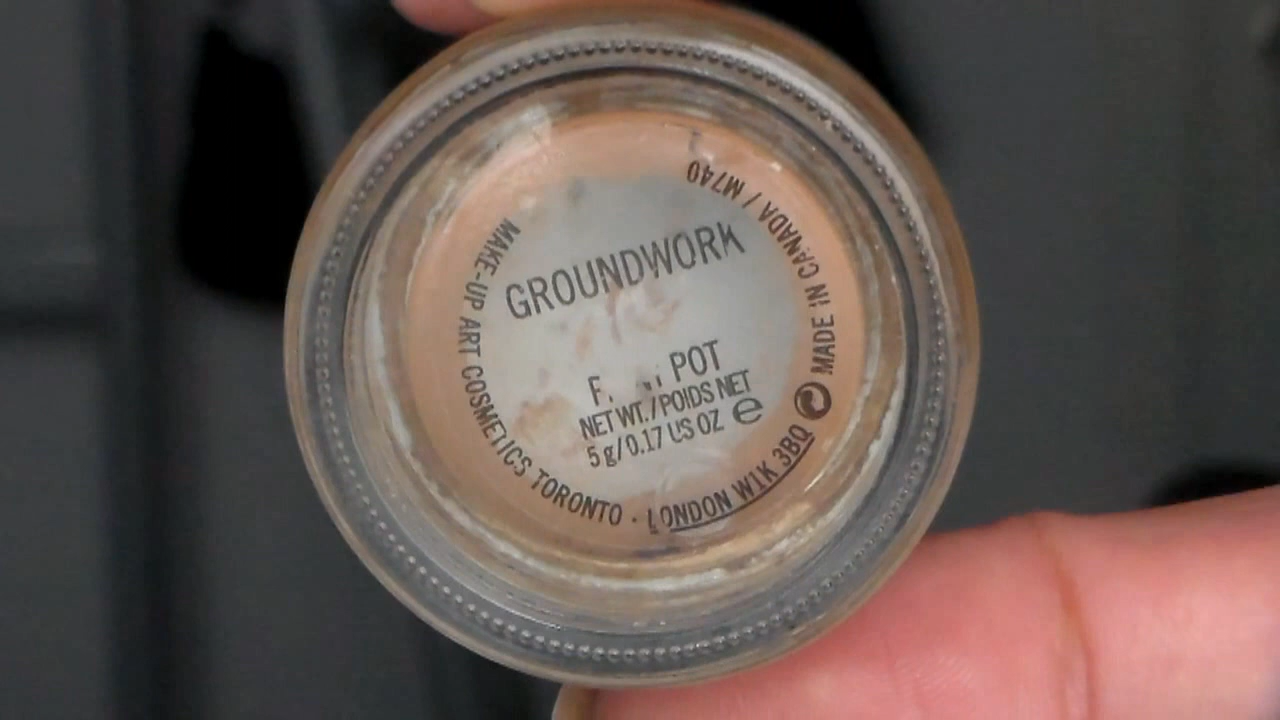 GROUNDWORK
POT
NET WT./POIDS NET
5 g/0.17 US OZ e
MAKE-UP ART COSMETICS TORONTO · LONDON W1K 3BQ
MADE IN CANADA / M740